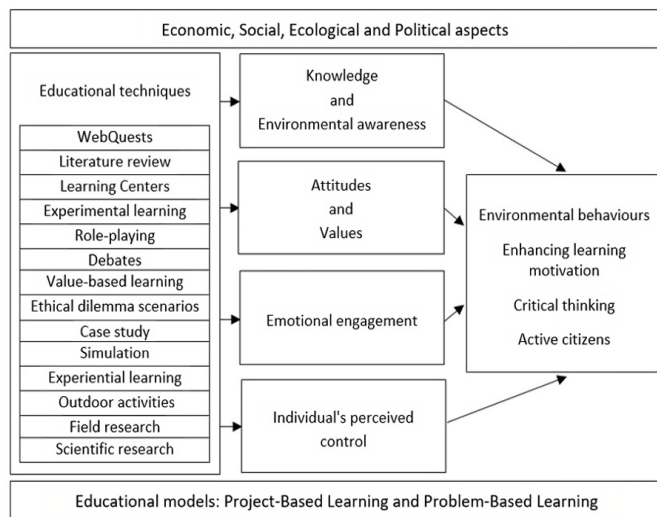 Economic, Social, Ecological and Political aspects
Educational techniques
WebQuests
Literature review
Learning Centers
Experimental learning
Role-playing
Debates
Value-based learning
Ethical dilemma scenarios
Case study
Simulation
Experiential learning
Outdoor activities
Field research
Scientific research
Knowledge
and
Environmental awareness
Attitudes
and
Values
Emotional engagement
Individual's perceived
control
Environmental behaviours
Enhancing learning
motivation
Critical thinking
Active citizens
Educational models: Project-Based Learning and Problem-Based Learning